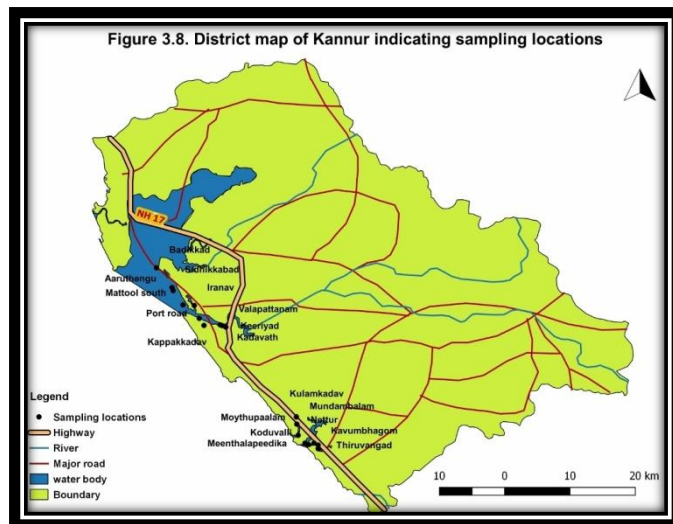 Figure 3.8. District map of Kannur indicating sampling locations
NH 17
Badikkad
Sidhikkabad
Aaruthengu
Iranav
Mattool south
Port road
Valapattanam
Keeriyad
Kadavath
Kappakkadav
Kulamkadav
Mundambalam
Moythupaalam
Nettur
Koduvalli
Kavumbhagom
Meenthalapeedika
Thiruvangad
Legend
Sampling locations
Highway
River
Major road
water body
Boundary
10 0 10 20 km